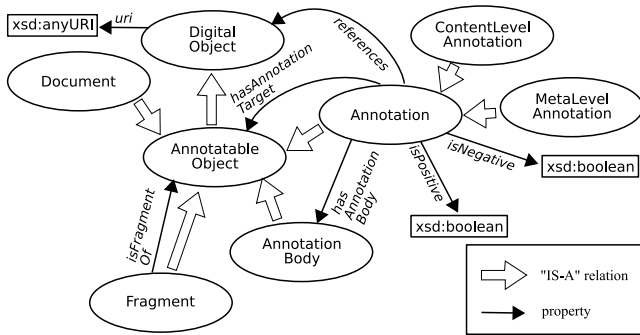 xsd:anyURI
uri
Digital
Object
references
ContentLevel
Annotation
Document
hasAnnotation
Target
Annotation
MetaLevel
Annotation
Annotatable
Object
isNegative
isPositive
xsd:boolean
has
Annotation
Body
isFragment
Of
xsd:boolean
Annotation
Body
"IS-A" relation
Fragment
property